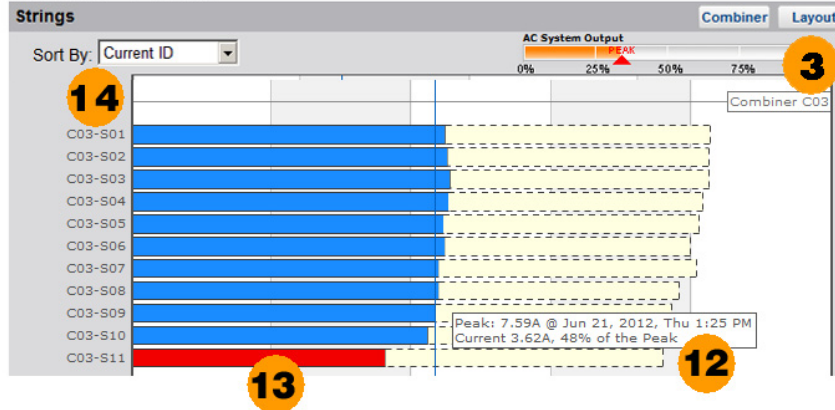 Strings
Combiner
Layout
Sort By: Current ID
AC System Output
PEAK
0% 25% 50% 75%
3
14
Combiner C03
C03-S01
C03-S02
C03-S03
C03-S04
C03-S05
C03-S06
C03-S07
C03-S08
C03-S09
Peak: 7.59A @ Jun 21, 2012, Thu 1:25 PM
C03-S10
Current 3.62A, 48% of the Peak
C03-S11
12
13